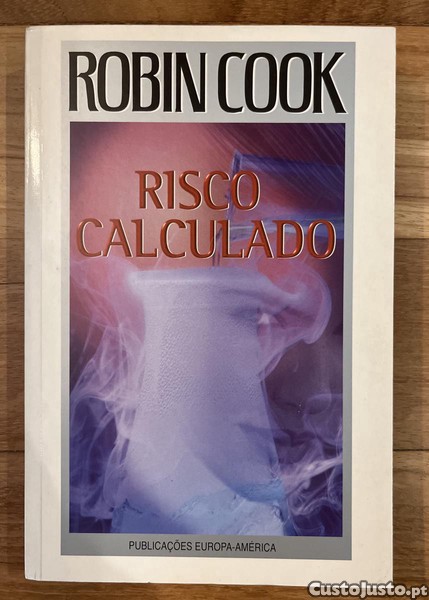 ROBIN COOK
RISCO
CALCULADO
PUBLICAÇÕES EUROPA-AMÉRICA
CustoJusto.pt